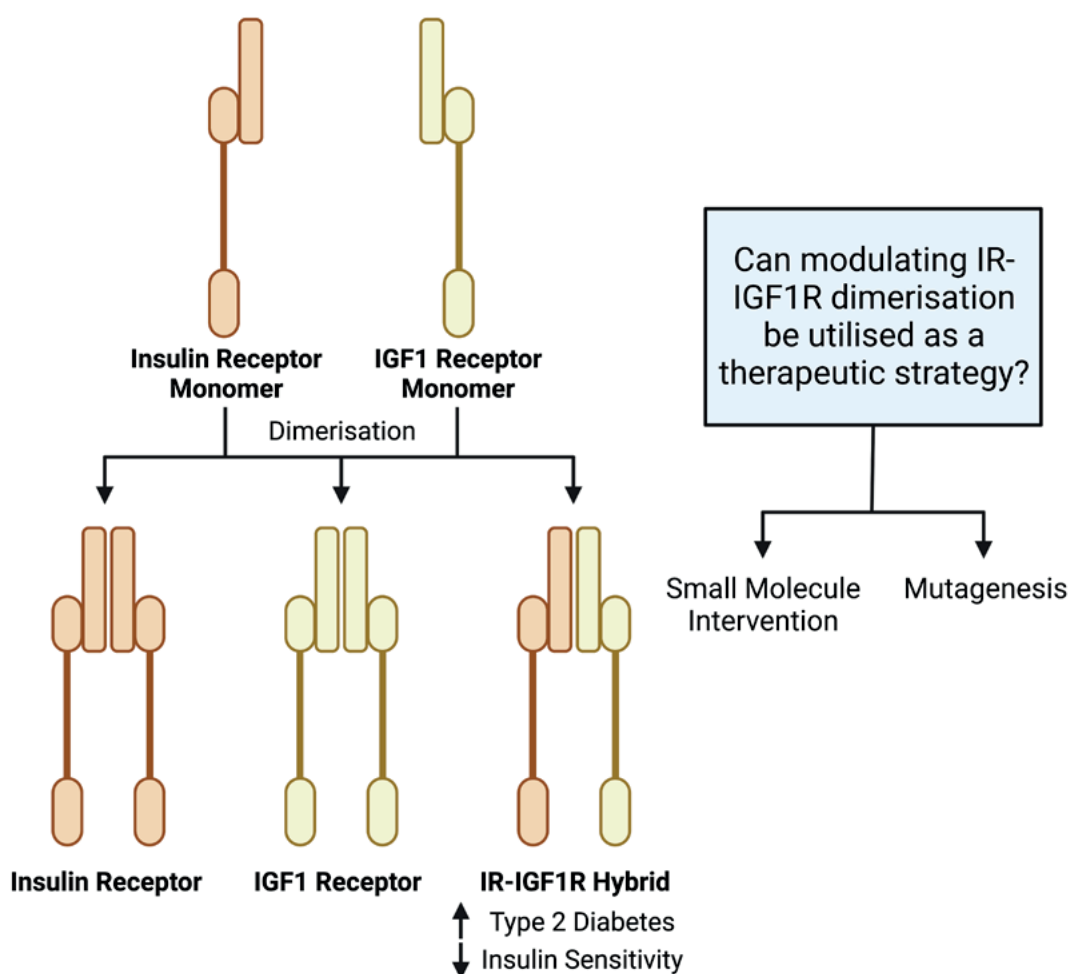 Insulin Receptor
Monomer
IGF1 Receptor
Monomer
Dimerisation
Insulin Receptor
IGF1 Receptor
IR-IGF1R Hybrid
Type 2 Diabetes
Insulin Sensitivity
Can modulating IR-
IGF1R dimerisation
be utilised as a
therapeutic strategy?
Small Molecule
Intervention
Mutagenesis